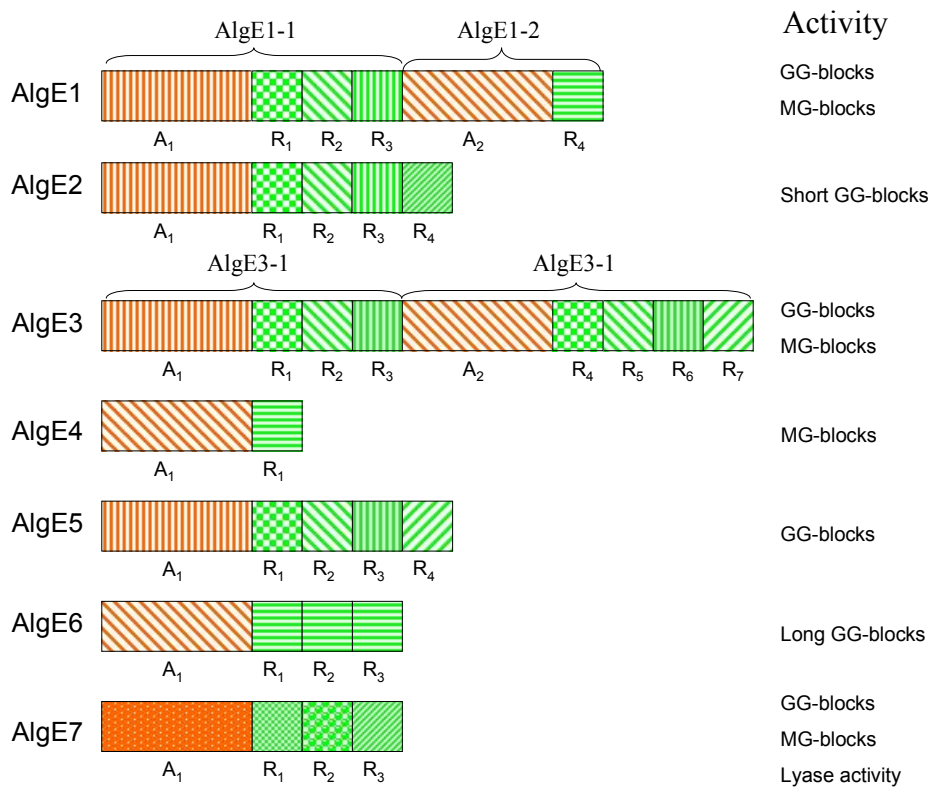 Activity
AlgE1-1 AlgE1-2
AlgE1
GG-blocks
MG-blocks
A1 R1 R2 R3 A2 R4
AlgE2
Short GG-blocks
A1 R1 R2 R3 R4
AlgE3-1 AlgE3-1
AlgE3
GG-blocks
MG-blocks
A1 R1 R2 R3 A2 R4 R5 R6 R7
AlgE4
MG-blocks
A1 R1
AlgE5
GG-blocks
A1 R1 R2 R3 R4
AlgE6
Long GG-blocks
A1 R1 R2 R3
AlgE7
GG-blocks
MG-blocks
A1 R1 R2 R3
Lyase activity